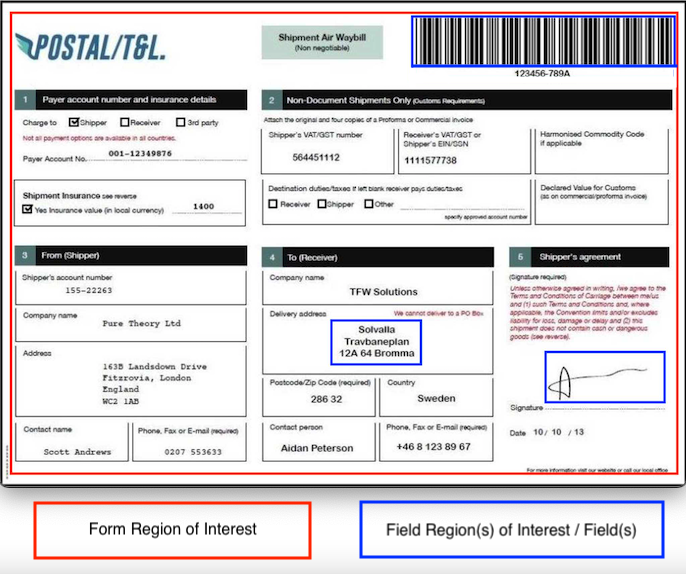 POSTAL/T&L.
Shipment Air Waybill
(Non negotiable)
123456-789A
1 Payer account number and insurance details
Charge to Shipper Receiver 3rd party
Not all payment options are available in all countries.
Payer Account No. 001-12349876
Shipment Insurance see reverse
Yes Insurance value (in local currency) 1400
2 Non-Document Shipments Only (Customs Requirements)
Attach the original and four copies of a Proforma or Commercial invoice
Shipper's VAT/GST number
564451112
Receiver's VAT/GST or
Shipper's EIN/SSN
1111577738
Harmonised Commodity Code
if applicable
Destination duties/taxes if left blank receiver pays duties/taxes
Receiver Shipper Other
specify approved account number
Declared Value for Customs
(as on commercial/proforma invoice)
3 From (Shipper)
Shipper's account number
155-22263
Company name
Pure Theory Ltd
Address
163B Landsdown Drive
Fitzrovia, London
England
WC2 1AB
Contact name
Scott Andrews
Phone, Fax or E-mail (required)
0207 553633
4 To (Receiver)
Company name
TFW Solutions
Delivery address We cannot deliver to a PO Box
Solvalla
Travbaneplan
12A 64 Bromma
Postcode/Zip Code (required)
286 32
Country
Sweden
Contact person
Aidan Peterson
Phone, Fax or E-mail (required)
+46 8 123 89 67
5 Shipper's agreement
(Signature required)
Unless otherwise agreed in writing, I/we agree to the
Terms and Conditions of Carriage between me/us
and (1) such Terms and Conditions and, where
applicable, the Convention limits and/or excludes
liability for loss, damage or delay and (2) this
shipment does not contain cash or dangerous
goods (see reverse).
Signature
Date 10/ 10 / 13
For more information visit our website or call our local office
Form Region of Interest
Field Region(s) of Interest / Field(s)